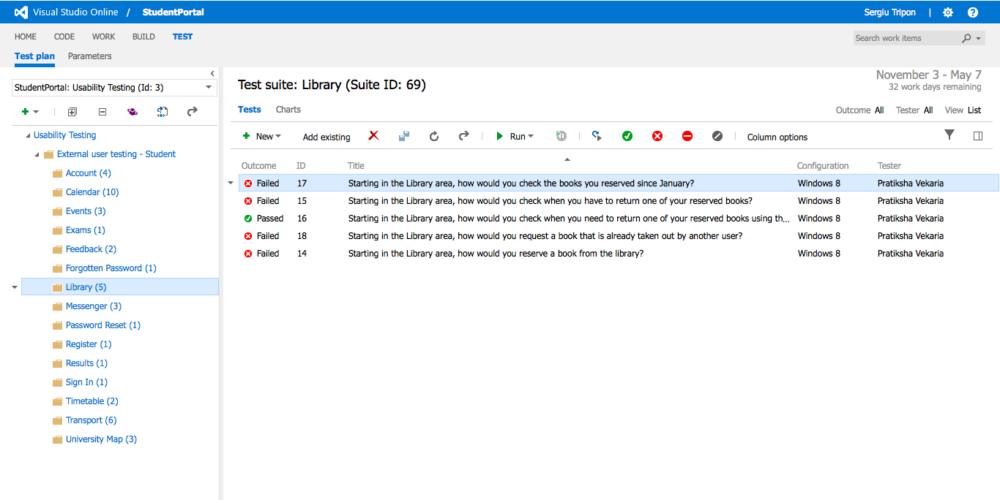 Visual Studio Online / StudentPortal
Sergiu Tripon |
HOME CODE WORK BUILD TEST
Search work items
Test plan Parameters
StudentPortal: Usability Testing (Id: 3)
Usability Testing
External user testing - Student
Account (4)
Calendar (10)
Events (3)
Exams (1)
Feedback (2)
Forgotten Password (1)
Library (5)
Messenger (3)
Password Reset (1)
Register (1)
Results (1)
Sign In (1)
Timetable (2)
Transport (6)
University Map (3)
Test suite: Library (Suite ID: 69)
November 3 - May 7
32 work days remaining
Tests Charts
Outcome All Tester All View List
New Add existing Run Column options
Outcome ID Title Configuration Tester
Failed 17 Starting in the Library area, how would you check the books you reserved since January? Windows 8 Pratiksha Vekaria
Failed 15 Starting in the Library area, how would you check when you have to return one of your reserved books? Windows 8 Pratiksha Vekaria
Passed 16 Starting in the Library area, how would you check when you need to return one of your reserved books using th... Windows 8 Pratiksha Vekaria
Failed 18 Starting in the Library area, how would you request a book that is already taken out by another user? Windows 8 Pratiksha Vekaria
Failed 14 Starting in the Library area, how would you reserve a book from the library? Windows 8 Pratiksha Vekaria